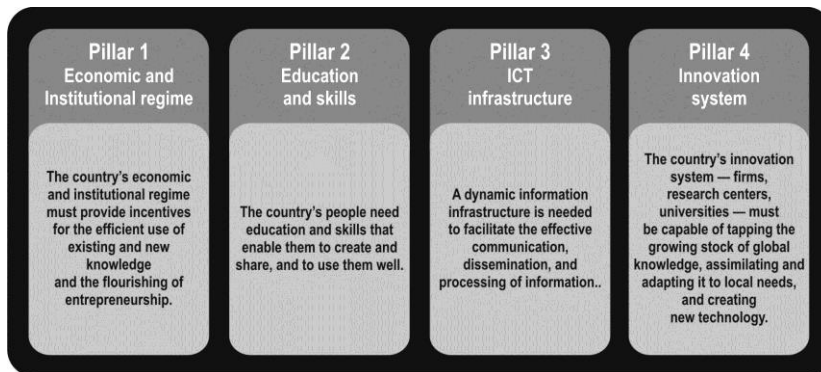 Pillar 1
Economic and
Institutional regime
The country's economic
and institutional regime
must provide incentives
for the efficient use of
existing and new
knowledge
and the flourishing of
entrepreneurship.
Pillar 2
Education
and skills
The country's people need
education and skills that
enable them to create and
share, and to use them well.
Pillar 3
ICT
infrastructure
A dynamic information
infrastructure is needed
to facilitate the effective
communication,
dissemination, and
processing of information..
Pillar 4
Innovation
system
The country's innovation
system — firms,
research centers,
universities — must
be capable of tapping the
growing stock of global
knowledge, assimilating and
adapting it to local needs,
and creating
new technology.